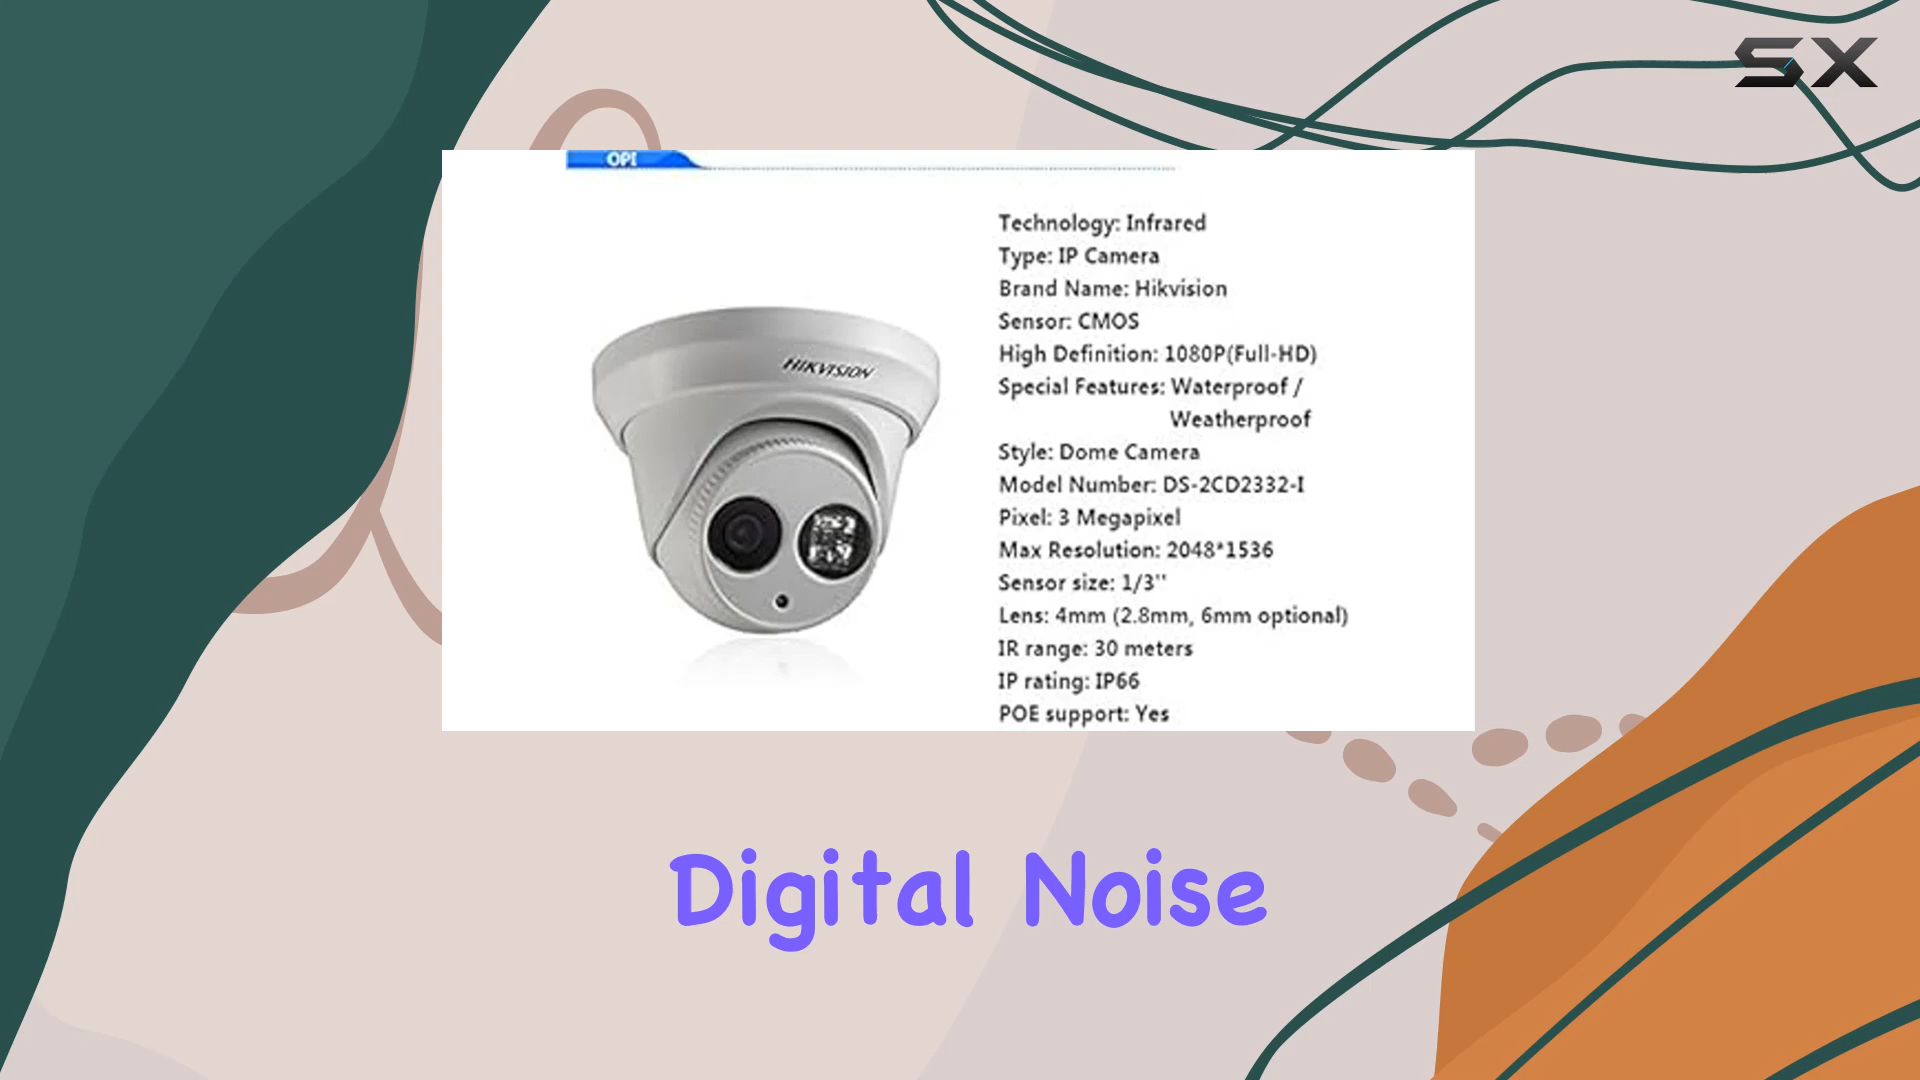 SX
OPI
HIKVISION
Technology: Infrared
Type: IP Camera
Brand Name: Hikvision
Sensor: CMOS
High Definition: 1080P(Full-HD)
Special Features: Waterproof /
Weatherproof
Style: Dome Camera
Model Number: DS-2CD2332-I
Pixel: 3 Megapixel
Max Resolution: 2048*1536
Sensor size: 1/3''
Lens: 4mm (2.8mm, 6mm optional)
IR range: 30 meters
IP rating: IP66
POE support: Yes
Digital Noise